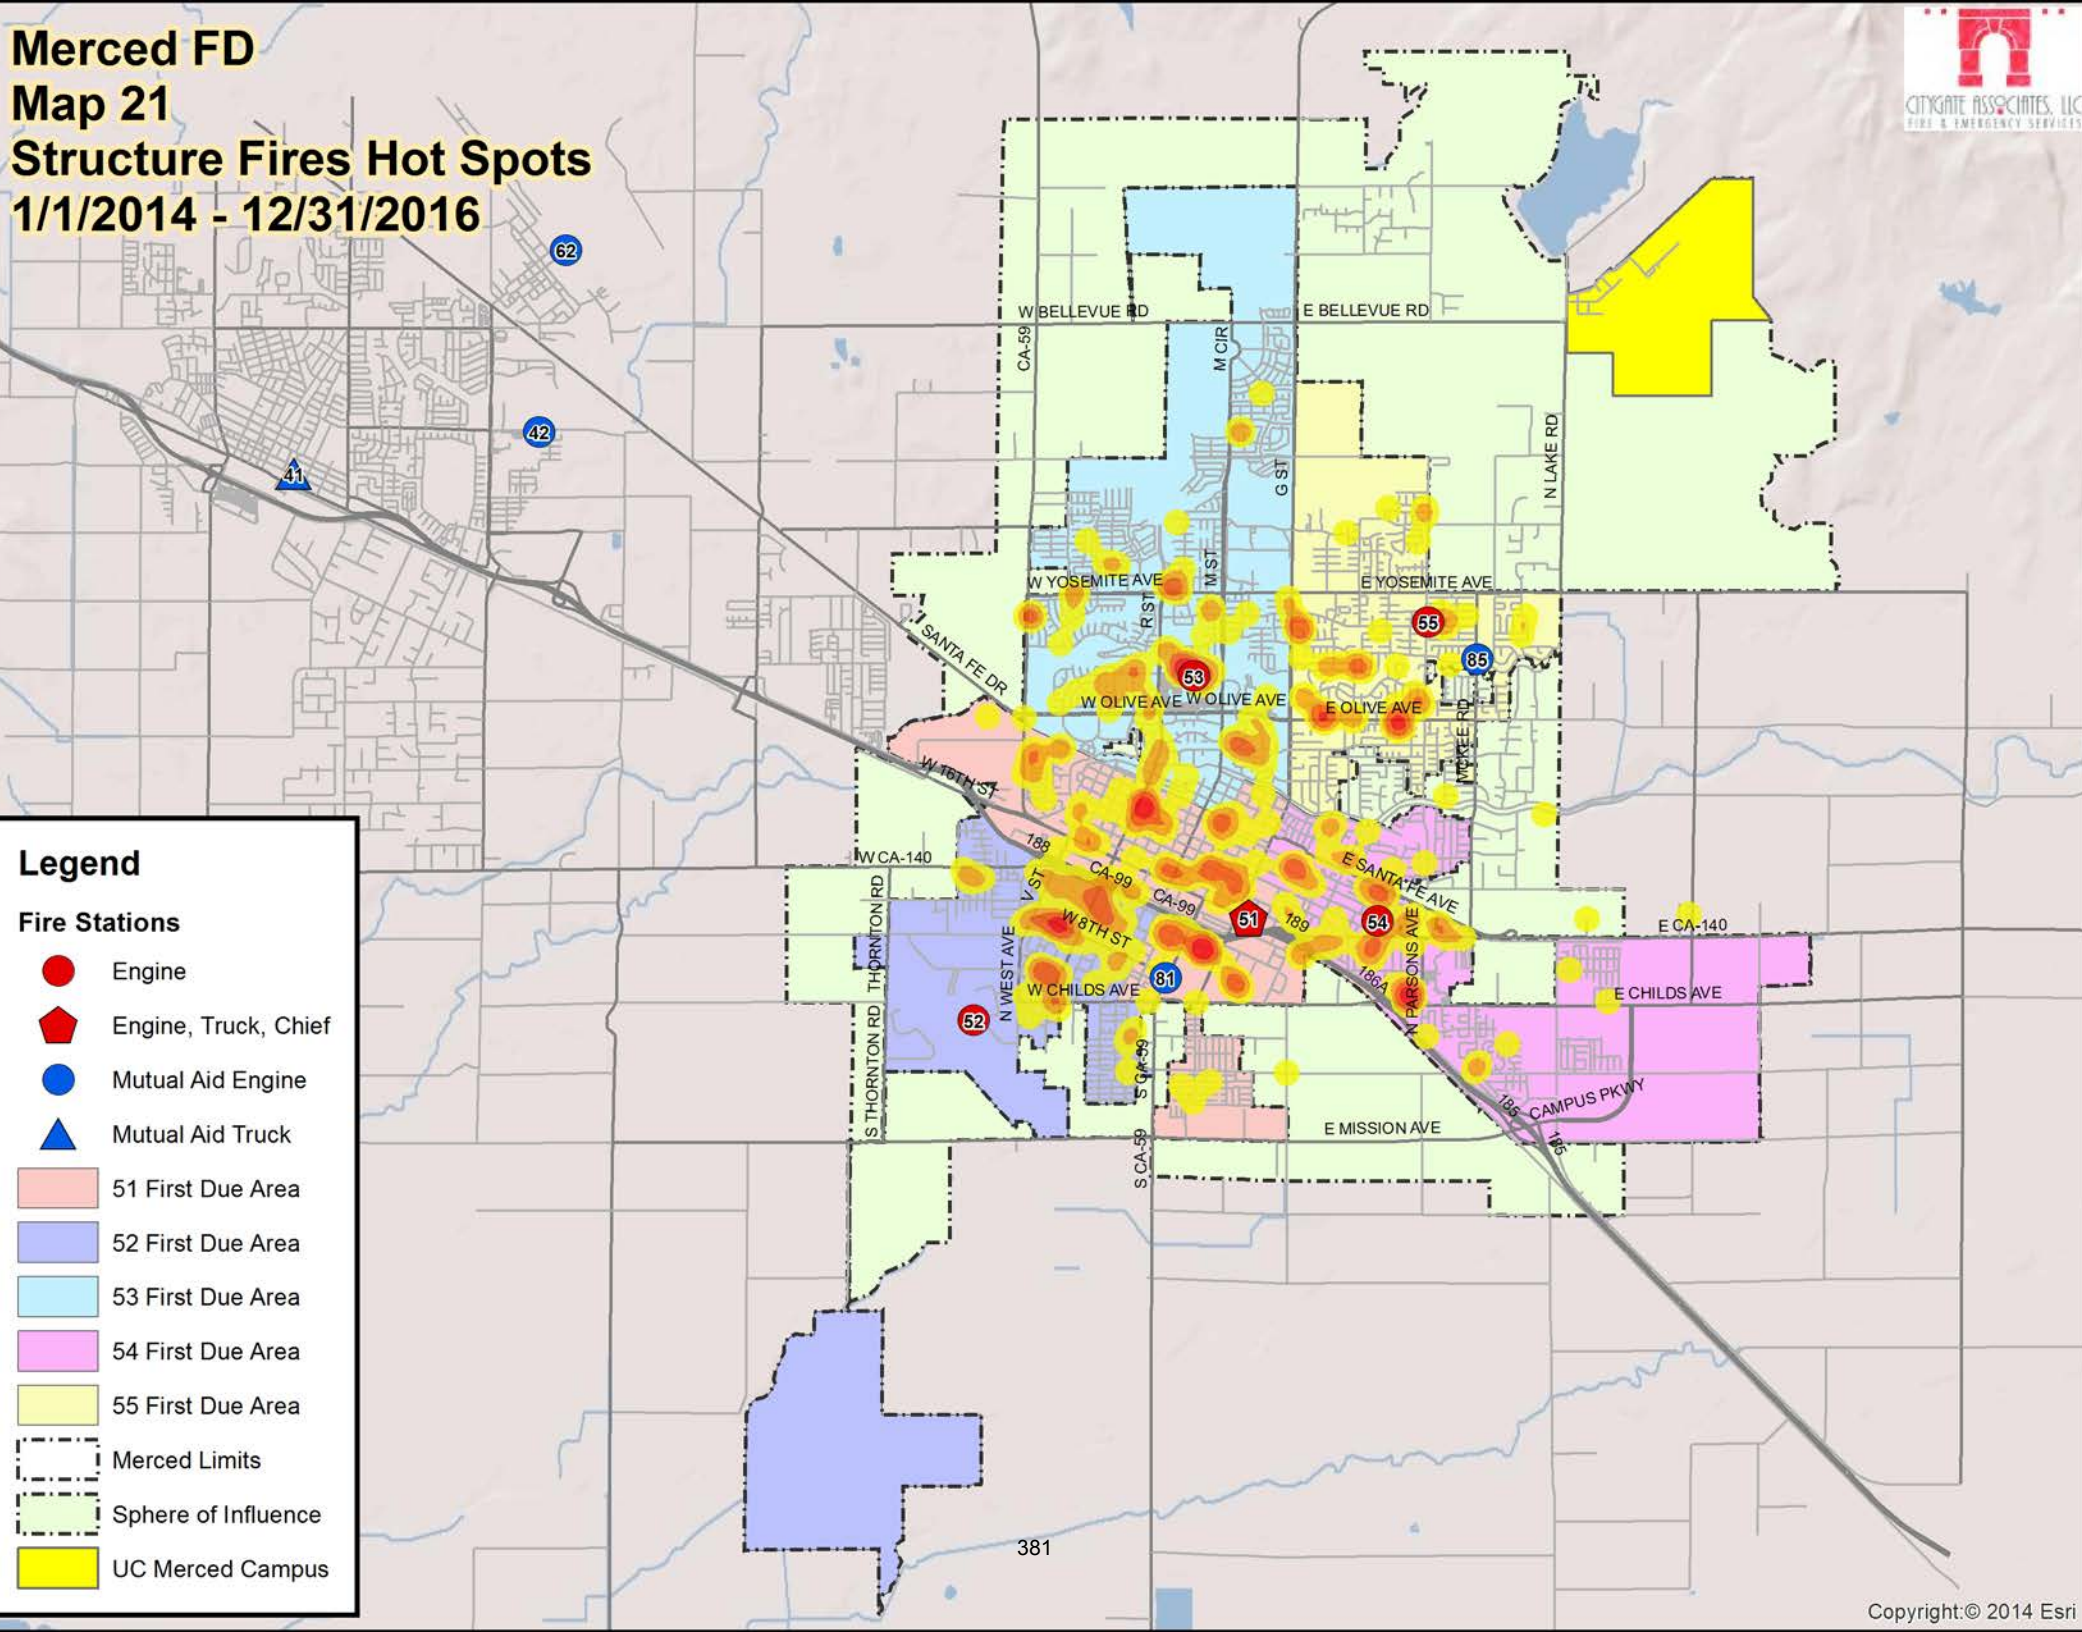 Merced FD
Map 21
Structure Fires Hot Spots
1/1/2014 - 12/31/2016
CITYGATE ASSOCIATES, LLC
FIRE & EMERGENCY SERVICES
62
42
41
W BELLEVUE RD
E BELLEVUE RD
CA-59
M CIR
G ST
N LAKE RD
W YOSEMITE AVE
M ST
E YOSEMITE AVE
R ST
55
85
SANTA FE DR
53
W OLIVE AVE
W OLIVE AVE
E OLIVE AVE
MCKEE RD
W 16TH ST
188
W CA-140
V ST
CA-99
CA-99
E SANTA FE AVE
THORNTON RD
W 8TH ST
51
189
54
N PARSONS AVE
E CA-140
N WEST AVE
81
186A
W CHILDS AVE
E CHILDS AVE
52
S THORNTON RD
S CA-59
185
CAMPUS PKWY
E MISSION AVE
185
S CA-59
Legend
Fire Stations
Engine
Engine, Truck, Chief
Mutual Aid Engine
Mutual Aid Truck
51 First Due Area
52 First Due Area
53 First Due Area
54 First Due Area
55 First Due Area
Merced Limits
Sphere of Influence
UC Merced Campus
381
Copyright:© 2014 Esri